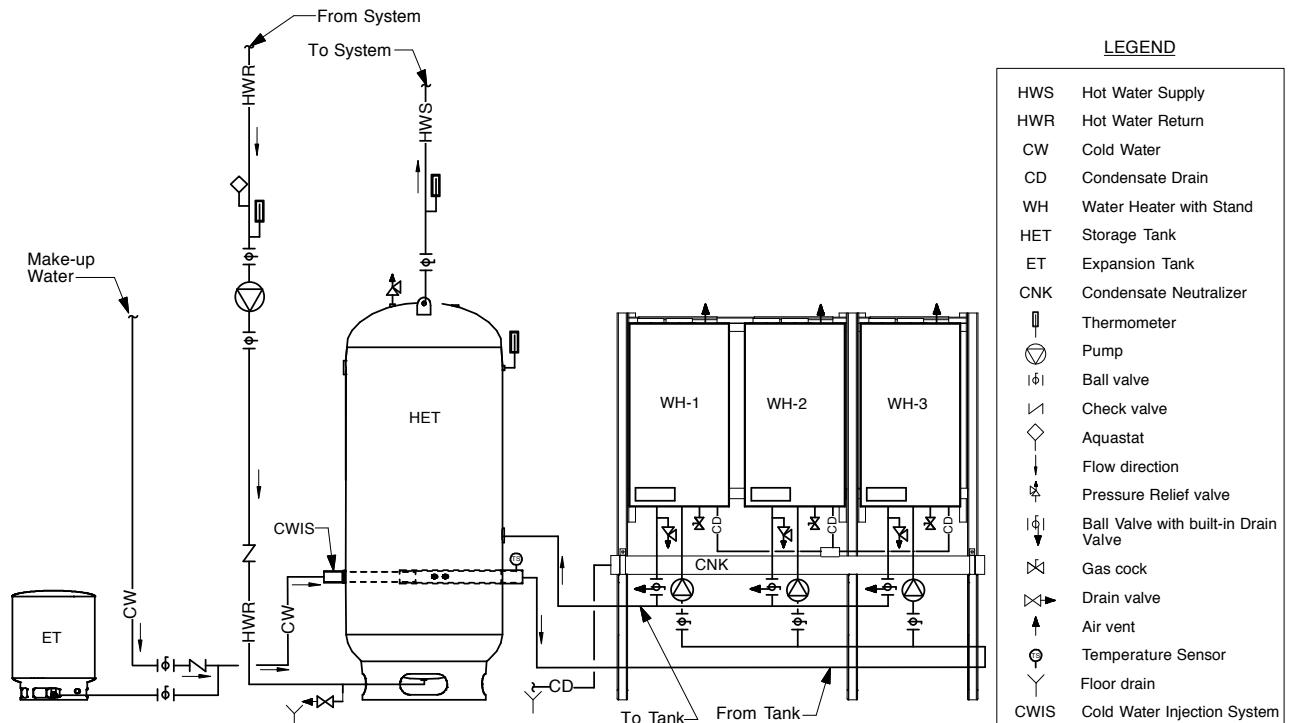 From System
To System
HWR
HWS
Make-up
Water
HET
WH-1
WH-2
WH-3
CWIS
TS
CD
CD
CNK
CW
HWR
CW
ET
CD
To Tank
From Tank
LEGEND
HWS Hot Water Supply
HWR Hot Water Return
CW Cold Water
CD Condensate Drain
WH Water Heater with Stand
HET Storage Tank
ET Expansion Tank
CNK Condensate Neutralizer
Thermometer
Pump
Ball valve
Check valve
Aquastat
Flow direction
Pressure Relief valve
Ball Valve with built-in Drain
Valve
Gas cock
Drain valve
Air vent
TS Temperature Sensor
Floor drain
CWIS Cold Water Injection System